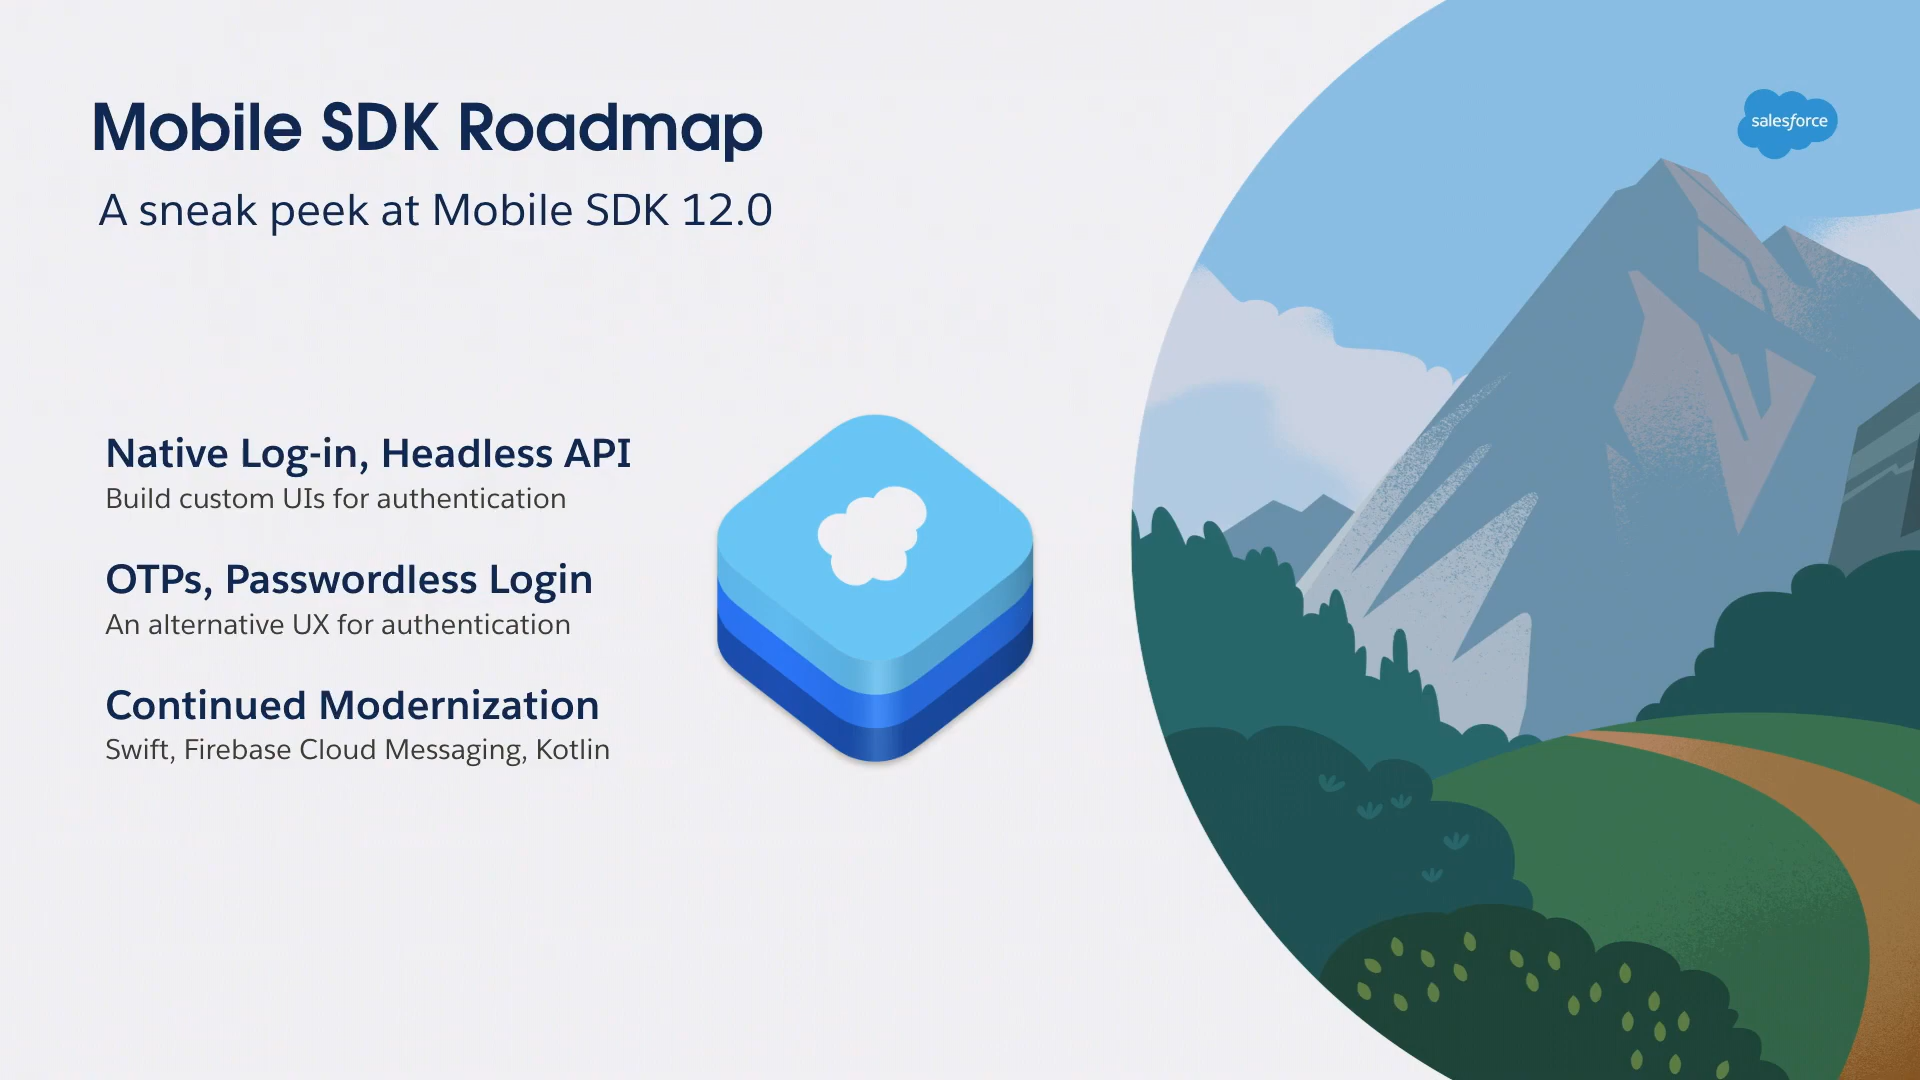 Mobile SDK Roadmap
A sneak peek at Mobile SDK 12.0
salesforce
Native Log-in, Headless API
Build custom UIs for authentication
OTPs, Passwordless Login
An alternative UX for authentication
Continued Modernization
Swift, Firebase Cloud Messaging, Kotlin